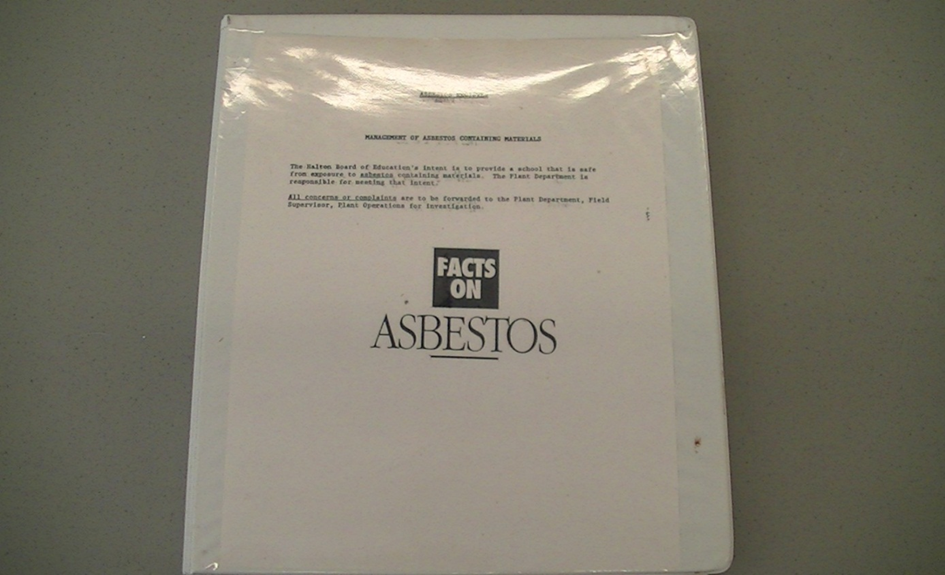 ASBESTOS
MANAGEMENT OF ASBESTOS CONTAINING MATERIALS
The Halton Board of Education's intent is to provide a school that is safe
from exposure to asbestos containing materials. The Plant Department is
responsible for meaning that intent.
All concerns or complaints are to be forwarded to the Plant Department, Field
Supervisor, Plant Operations for Investigation.
FACTS
ON
ASBESTOS